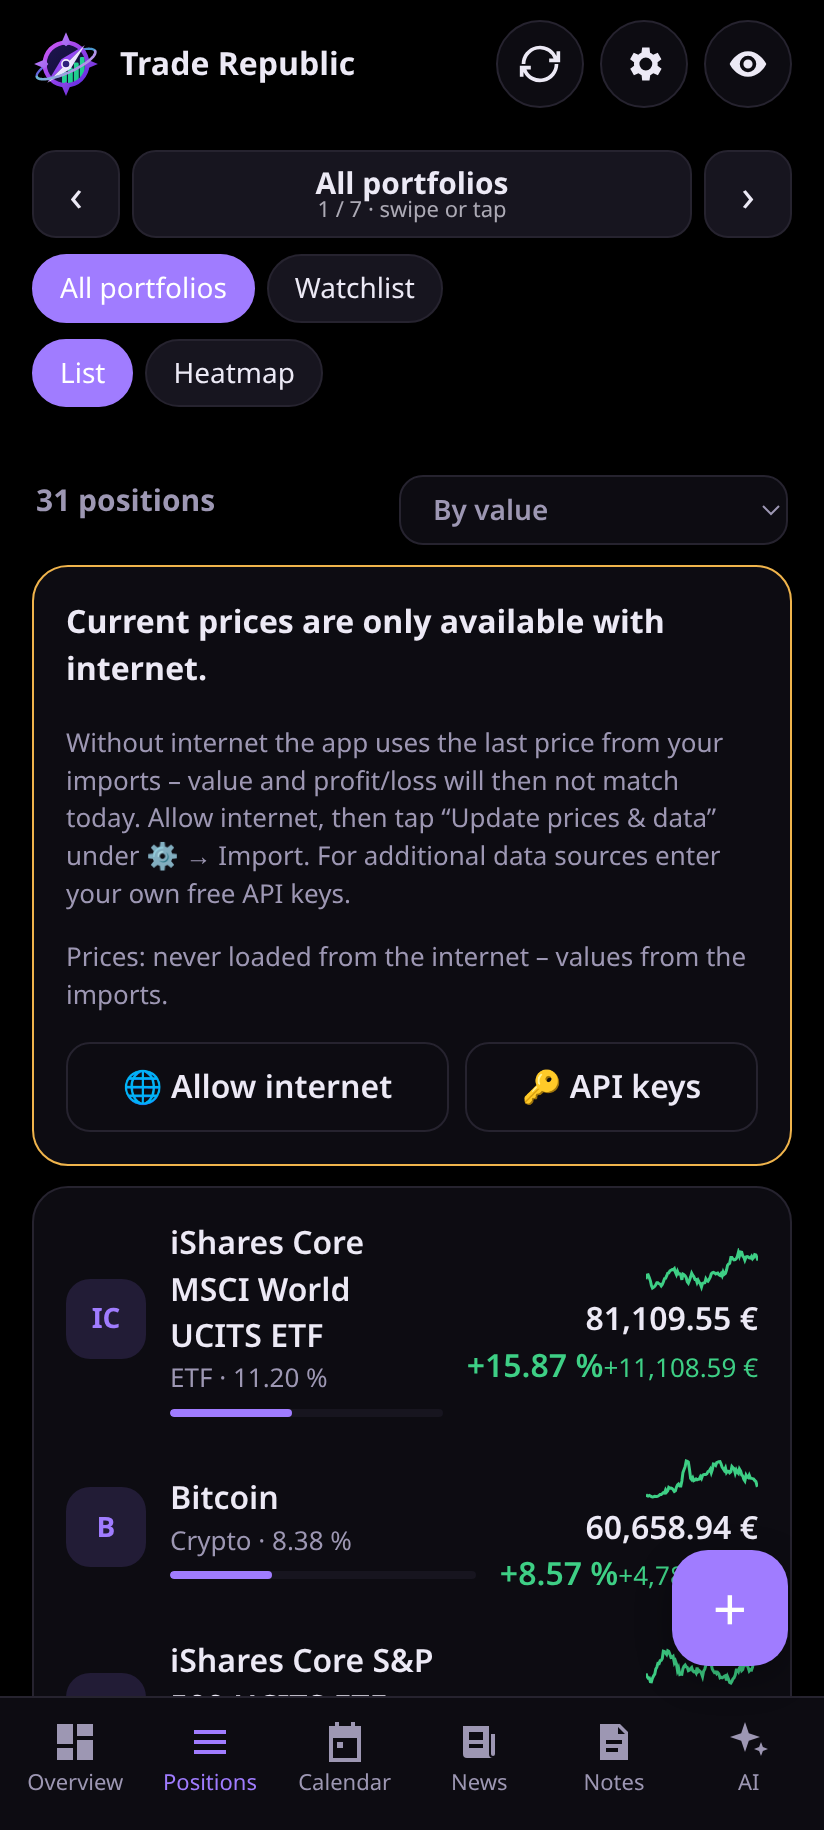 Trade Republic
‹
All portfolios
1 / 7 · swipe or tap
›
All portfolios
Watchlist
List
Heatmap
31 positions
By value
Current prices are only available with
internet.
Without internet the app uses the last price from your
imports – value and profit/loss will then not match
today. Allow internet, then tap “Update prices & data”
under ⚙️ → Import. For additional data sources enter
your own free API keys.
Prices: never loaded from the internet – values from the
imports.
🌐 Allow internet
🔑 API keys
IC
iShares Core
MSCI World
UCITS ETF
ETF · 11.20 %
81,109.55 €
+15.87 %+11,108.59 €
B
Bitcoin
Crypto · 8.38 %
60,658.94 €
+8.57 %+4,78
+
iShares Core S&P
Overview
Positions
Calendar
News
Notes
AI